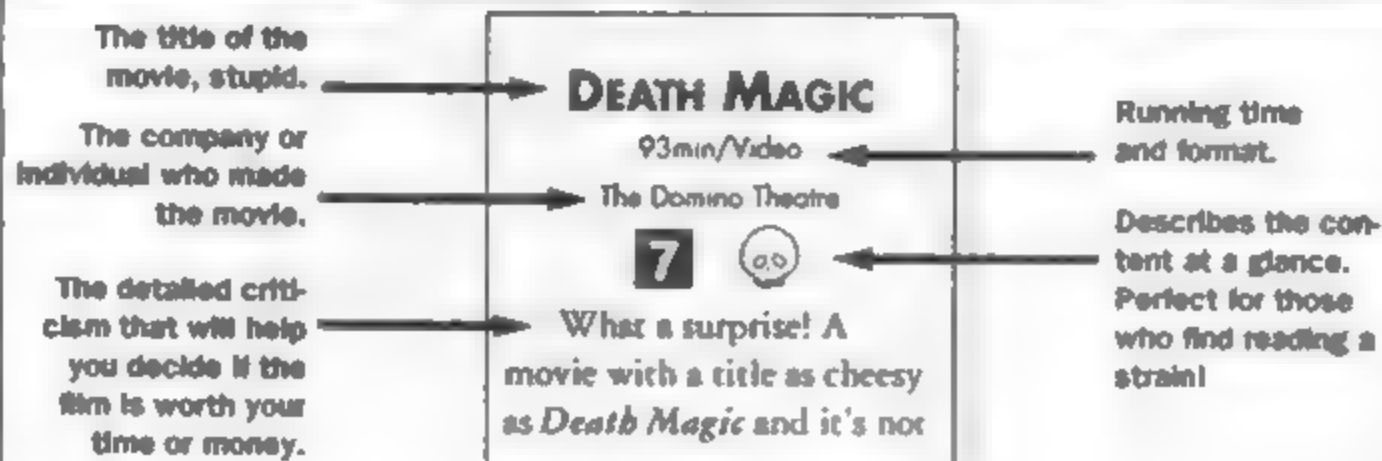 The title of the
movie, stupid.
The company or
individual who made
the movie.
The detailed criti-
cism that will help
you decide if the
film is worth your
time or money.
DEATH MAGIC
93min/Video
The Domino Theatre
7
What a surprise! A
movie with a title as cheesy
as Death Magic and it's not
Running time
and format.
Describes the con-
tent at a glance.
Perfect for those
who find reading a
strain!